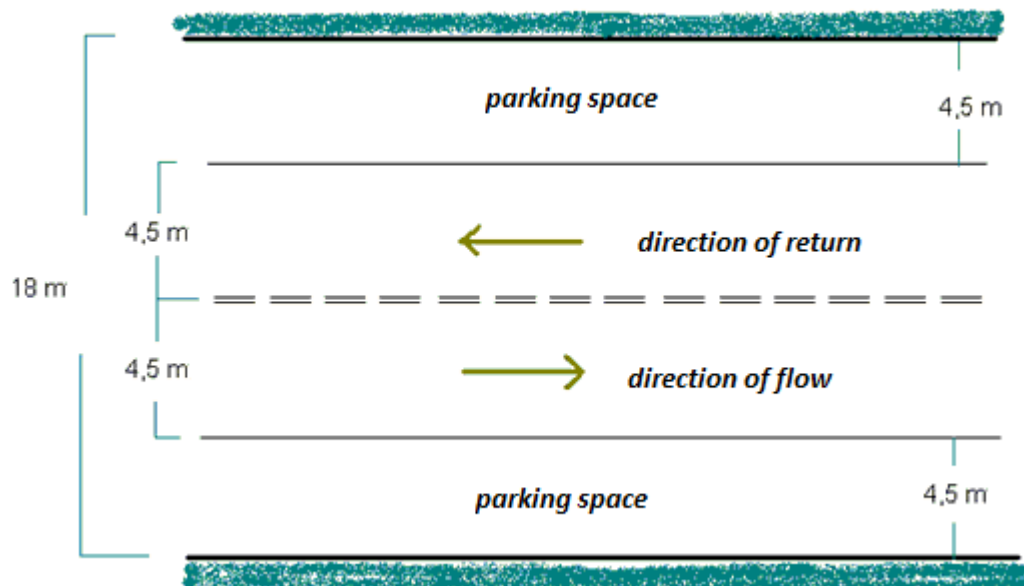 parking space
4,5 m
4,5 m
direction of return
18 m
4,5 m
direction of flow
parking space
4,5 m